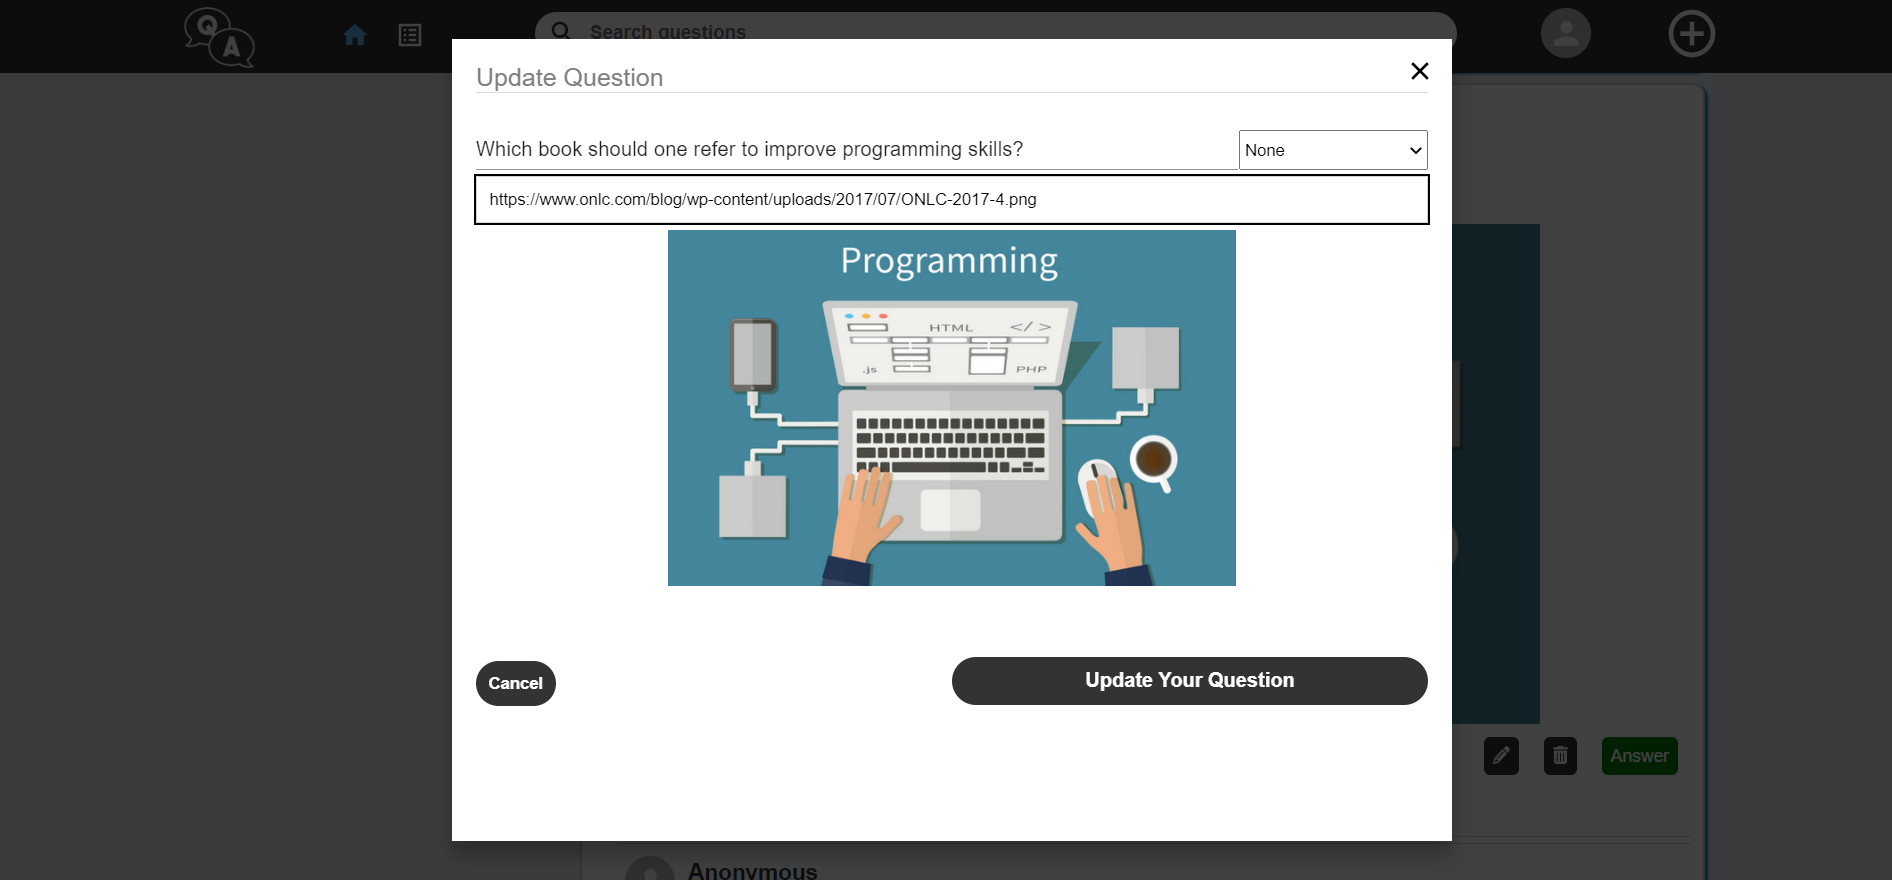 Q
A
Search questions
Update Question
Which book should one refer to improve programming skills?
None
https://www.onlc.com/blog/wp-content/uploads/2017/07/ONLC-2017-4.png
Programming
HTML </>
.js PHP
Cancel
Update Your Question
Answer
Anonymous